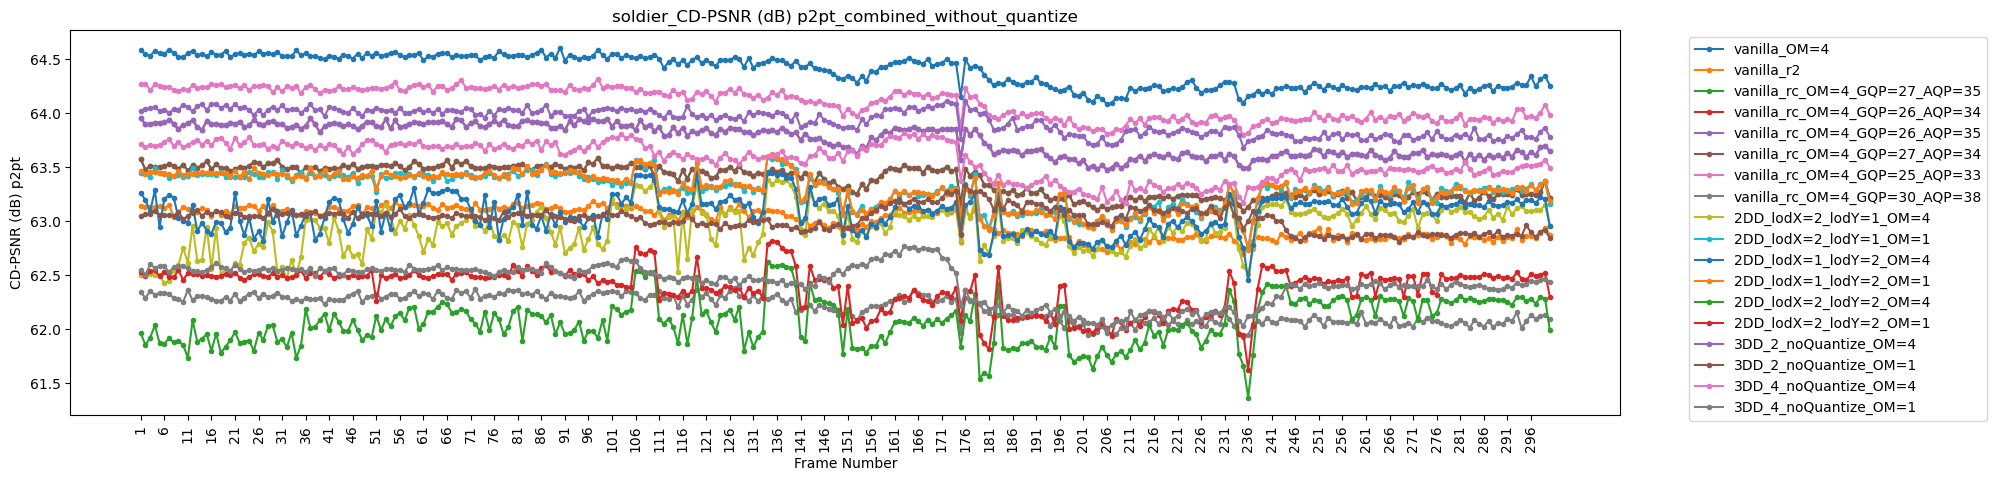 soldier_CD-PSNR (dB) p2pt_combined_without_quantize
CD-PSNR (dB) p2pt
64.5
64.0
63.5
63.0
62.5
62.0
61.5
1 6 11 16 21 26 31 36 41 46 51 56 61 66 71 76 81 86 91 96 101 106 111 116 121 126 131 136 141 146 151 156 161 166 171 176 181 186 191 196 201 206 211 216 221 226 231 236 241 246 251 256 261 266 271 276 281 286 291 296
Frame Number
vanilla_OM=4
vanilla_r2
vanilla_rc_OM=4_GQP=27_AQP=35
vanilla_rc_OM=4_GQP=26_AQP=34
vanilla_rc_OM=4_GQP=26_AQP=35
vanilla_rc_OM=4_GQP=27_AQP=34
vanilla_rc_OM=4_GQP=25_AQP=33
vanilla_rc_OM=4_GQP=30_AQP=38
2DD_lodX=2_lodY=1_OM=4
2DD_lodX=2_lodY=1_OM=1
2DD_lodX=1_lodY=2_OM=4
2DD_lodX=1_lodY=2_OM=1
2DD_lodX=2_lodY=2_OM=4
2DD_lodX=2_lodY=2_OM=1
3DD_2_noQuantize_OM=4
3DD_2_noQuantize_OM=1
3DD_4_noQuantize_OM=4
3DD_4_noQuantize_OM=1